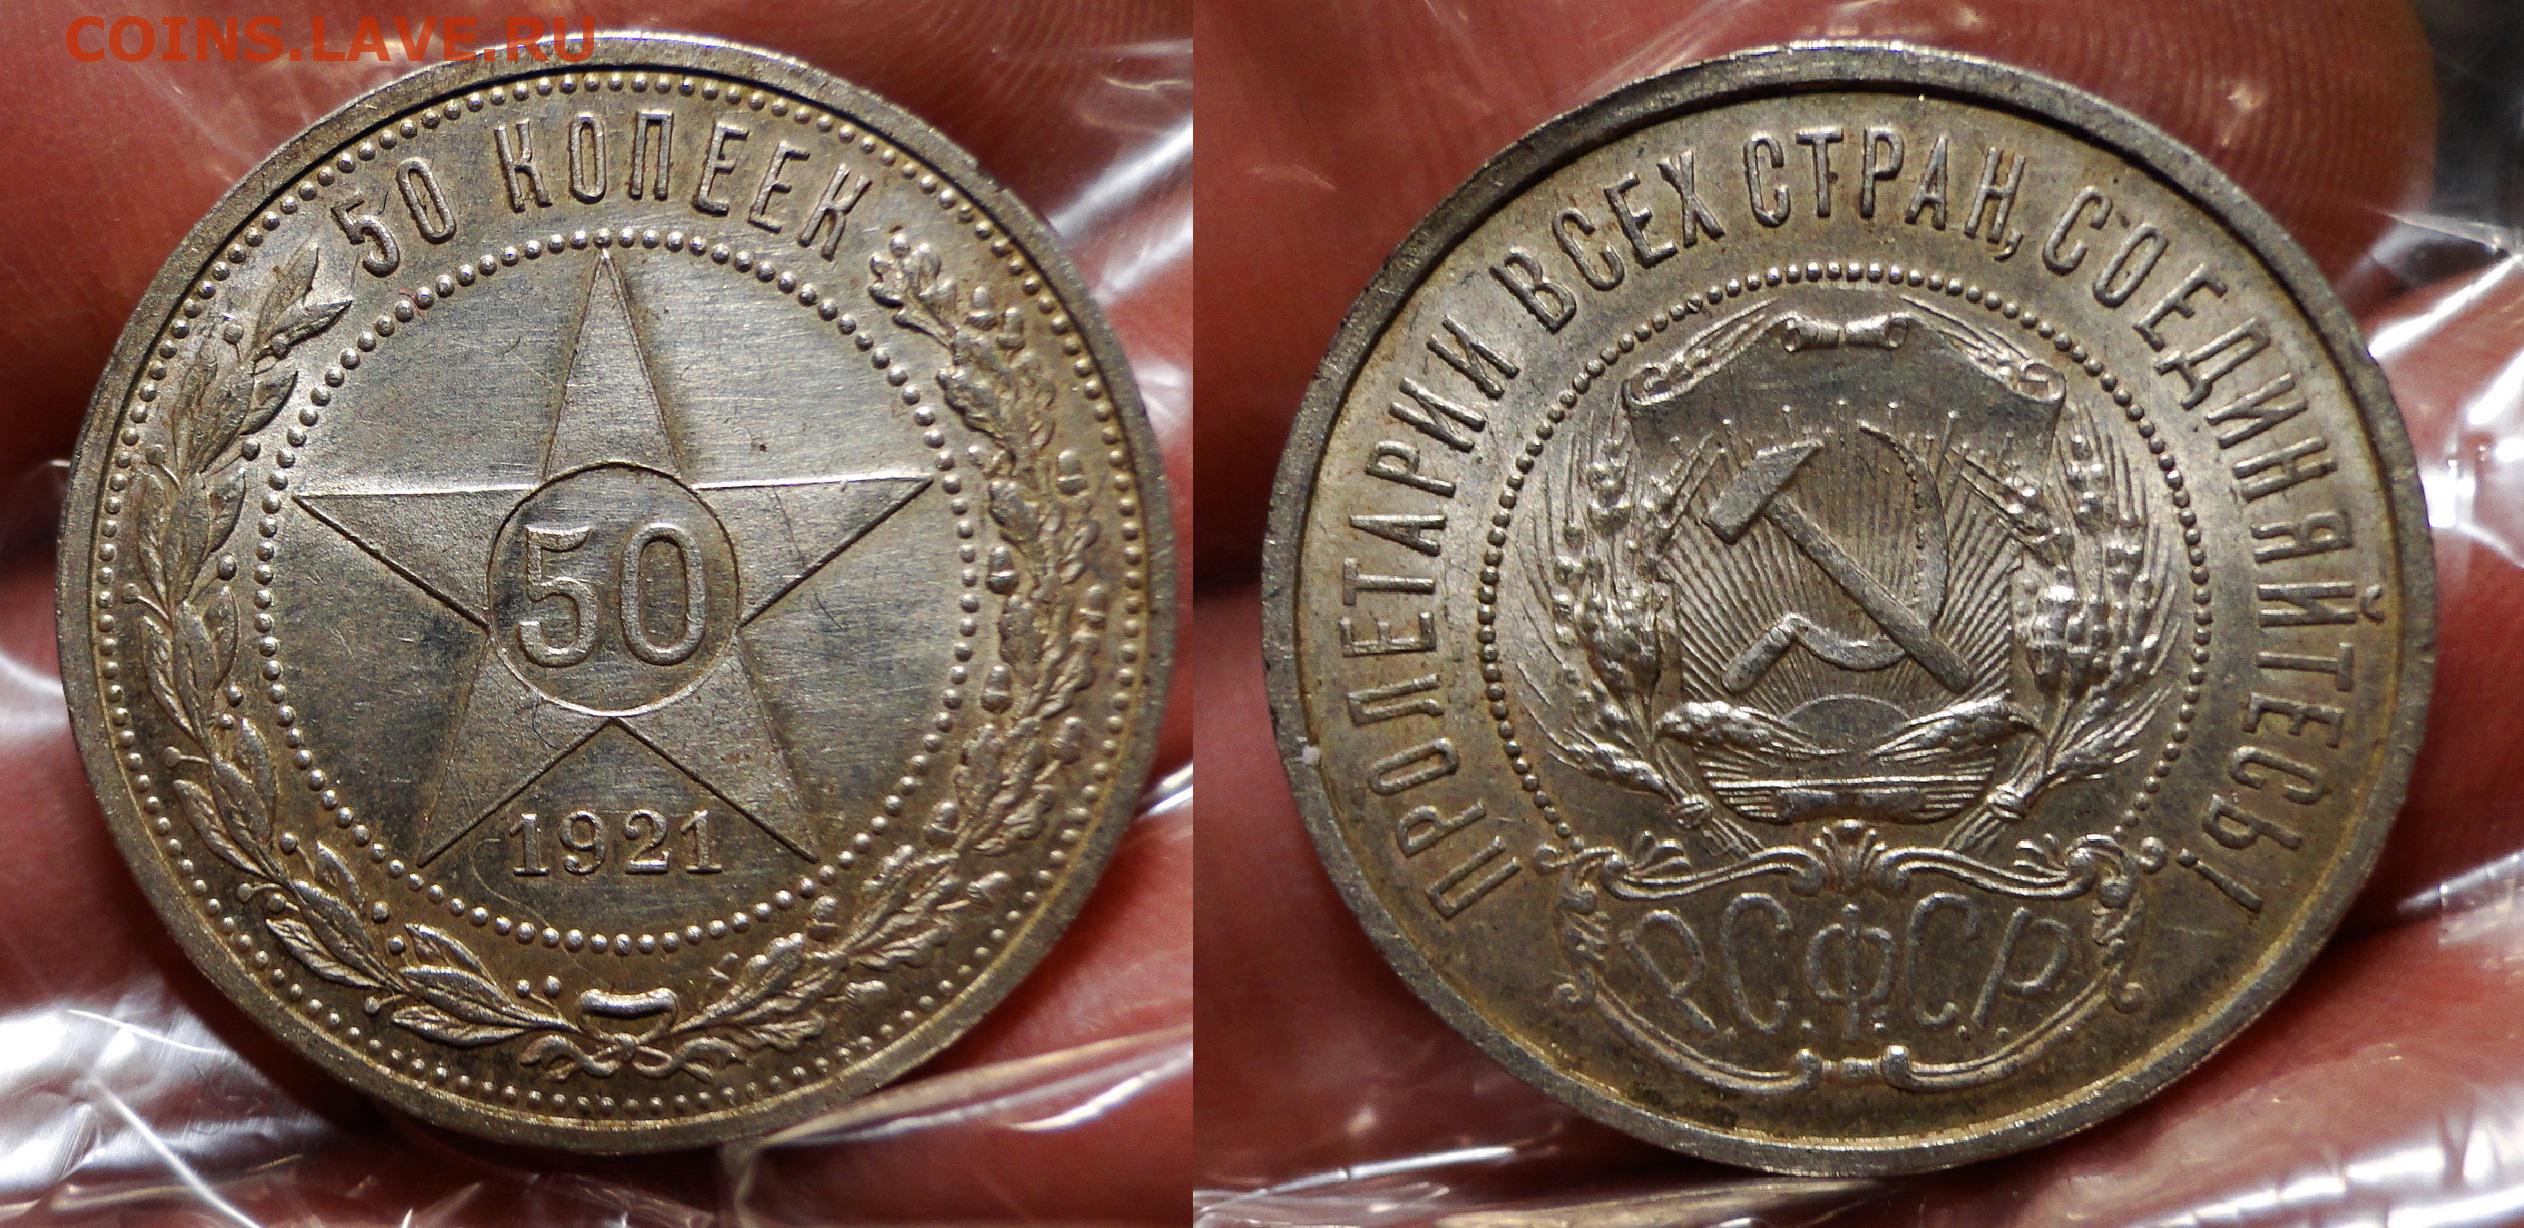 COINS.LAVE.RU
50 КОПЕЕК
50
1921
ПРОЛЕТАРИИ ВСЕХ СТРАН, СОЕДИНЯЙТЕСЬ!
Р.С.Ф.С.Р.